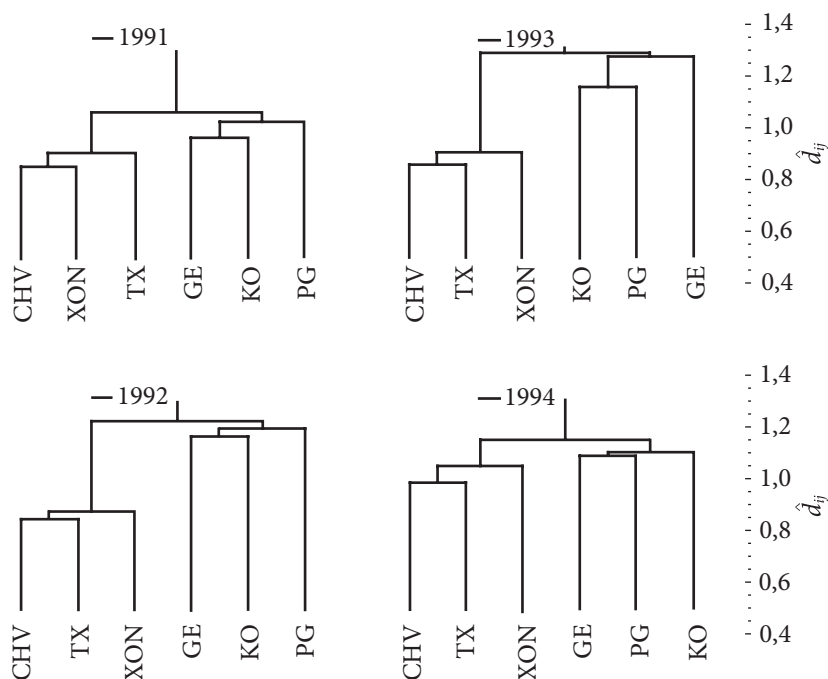 1991
CHV
XON
TX
GE
KO
PG
1993
CHV
TX
XON
KO
PG
GE
1,4
1,2
1,0
0,8
0,6
0,4
d̂ij
1992
CHV
TX
XON
GE
KO
PG
1994
CHV
TX
XON
GE
PG
KO
1,4
1,2
1,0
0,8
0,6
0,4
d̂ij